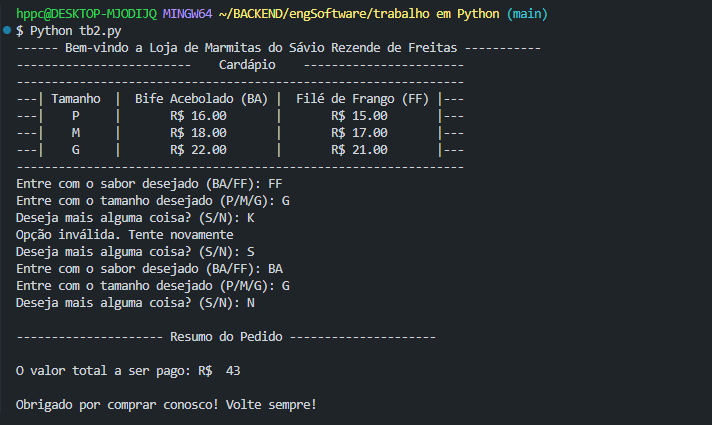 hppc@DESKTOP-MJODIJQ MINGW64 ~/BACKEND/engSoftware/trabalho em Python (main)
$ Python tb2.py
------ Bem-vindo a Loja de Marmitas do Sávio Rezende de Freitas -----------
-------------------------    Cardápio    -----------------------
----------------------------------------------------------------
---| Tamanho  |  Bife Acebolado (BA) |  Filé de Frango (FF) |---
---|    P     |       R$ 16.00       |       R$ 15.00       |---
---|    M     |       R$ 18.00       |       R$ 17.00       |---
---|    G     |       R$ 22.00       |       R$ 21.00       |---
----------------------------------------------------------------
Entre com o sabor desejado (BA/FF): FF
Entre com o tamanho desejado (P/M/G): G
Deseja mais alguma coisa? (S/N): K
Opção inválida. Tente novamente
Deseja mais alguma coisa? (S/N): S
Entre com o sabor desejado (BA/FF): BA
Entre com o tamanho desejado (P/M/G): G
Deseja mais alguma coisa? (S/N): N
--------------------- Resumo do Pedido ---------------------
O valor total a ser pago: R$  43
Obrigado por comprar conosco! Volte sempre!